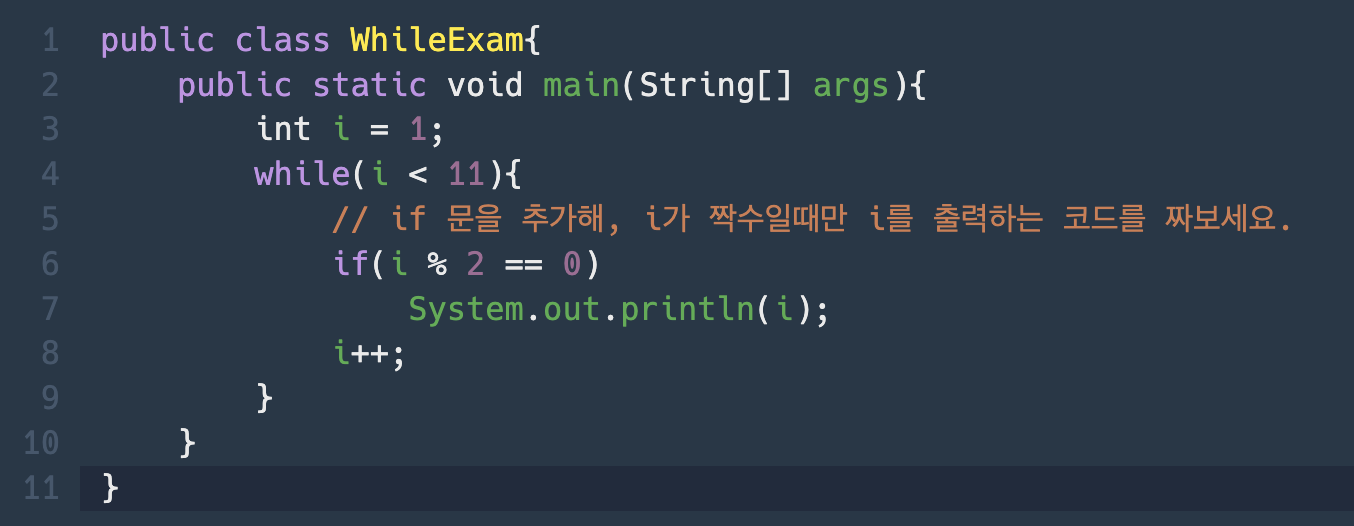 1 public class WhileExam{
2 public static void main(String[] args){
3 int i = 1;
4 while(i < 11){
5 // if 문을 추가해, i가 짝수일때만 i를 출력하는 코드를 짜보세요.
6 if(i % 2 == 0)
7 System.out.println(i);
8 i++;
9 }
10 }
11 }